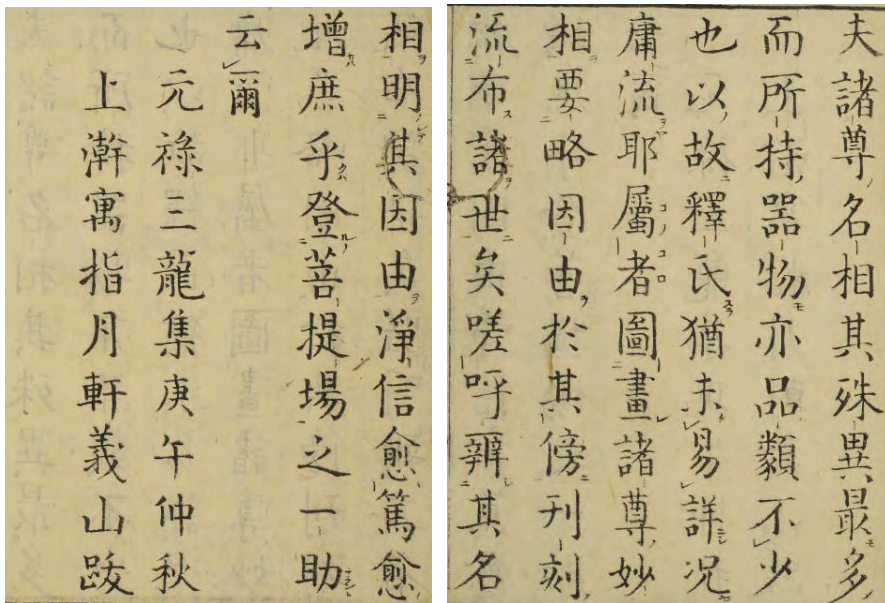 夫諸尊名相其殊異最多
而所持器物亦品類不少
也以故釋氏猶未易詳况
庸流耶屬者圖畫諸尊妙
相要略因由於其傍刊刻
流布諸世矣嗟呼辨其名
相明其因由淨信愈篤愈
増庶乎登菩提場之一助
云爾
元祿三龍集庚午仲秋
上澣寓指月軒義山跋